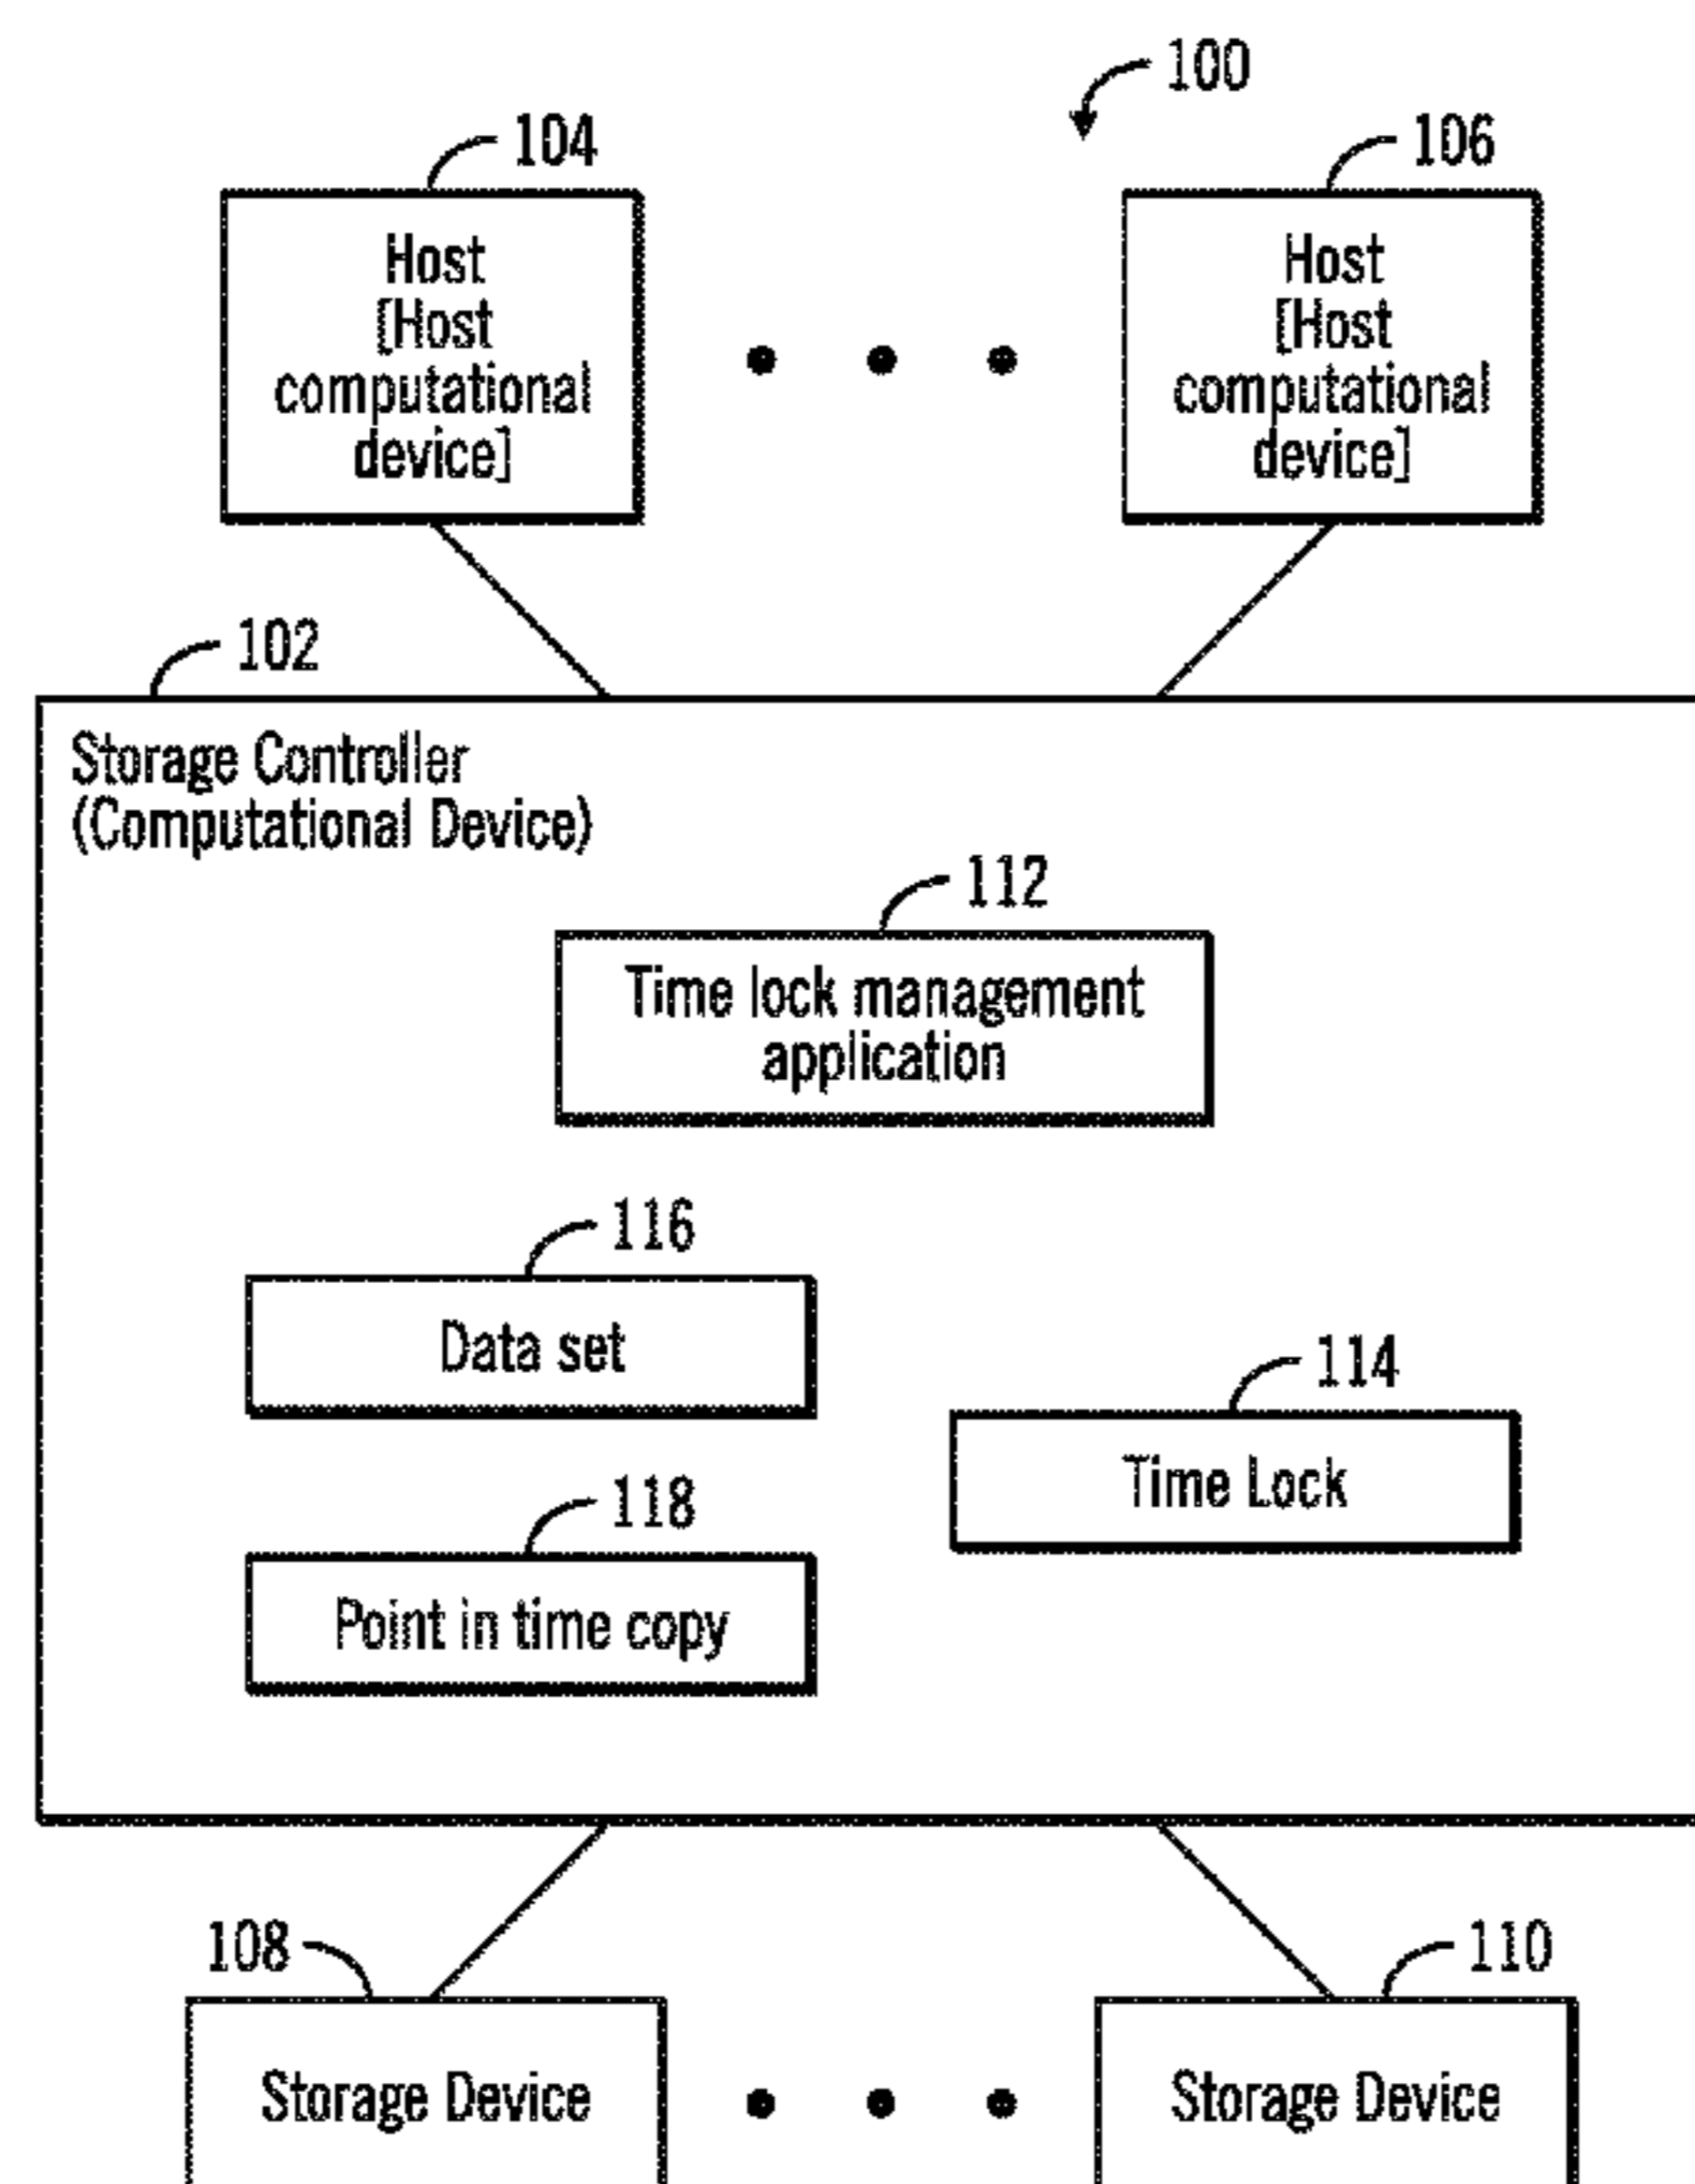 100
104
106
Host
[Host
computational
device]
Host
[Host
computational
device]
102
Storage Controller
(Computational Device)
112
Time lock management
application
116
Data set
114
Time Lock
118
Point in time copy
108
110
Storage Device
Storage Device